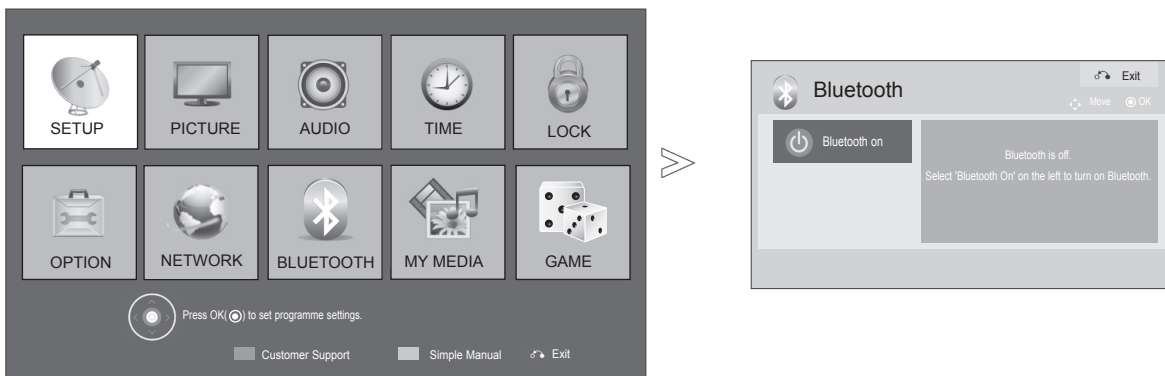 SETUP
PICTURE
AUDIO
TIME
LOCK
OPTION
NETWORK
BLUETOOTH
MY MEDIA
GAME
Press OK( ) to set programme settings.
Customer Support
Simple Manual
Exit
Bluetooth
Exit
Move
OK
Bluetooth on
Bluetooth is off.
Select 'Bluetooth On' on the left to turn on Bluetooth.